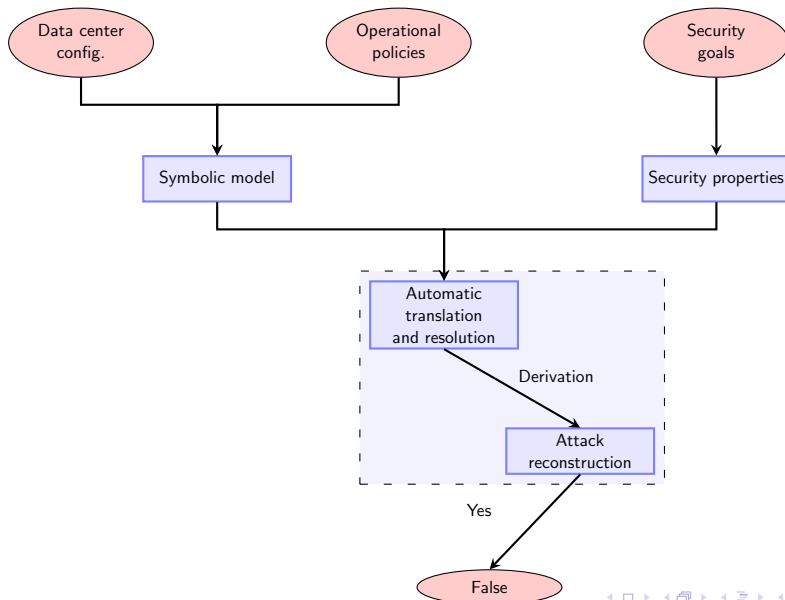 Data center
config.
Operational
policies
Security
goals
Symbolic model
Security properties
Automatic
translation
and resolution
Derivation
Attack
reconstruction
Yes
False